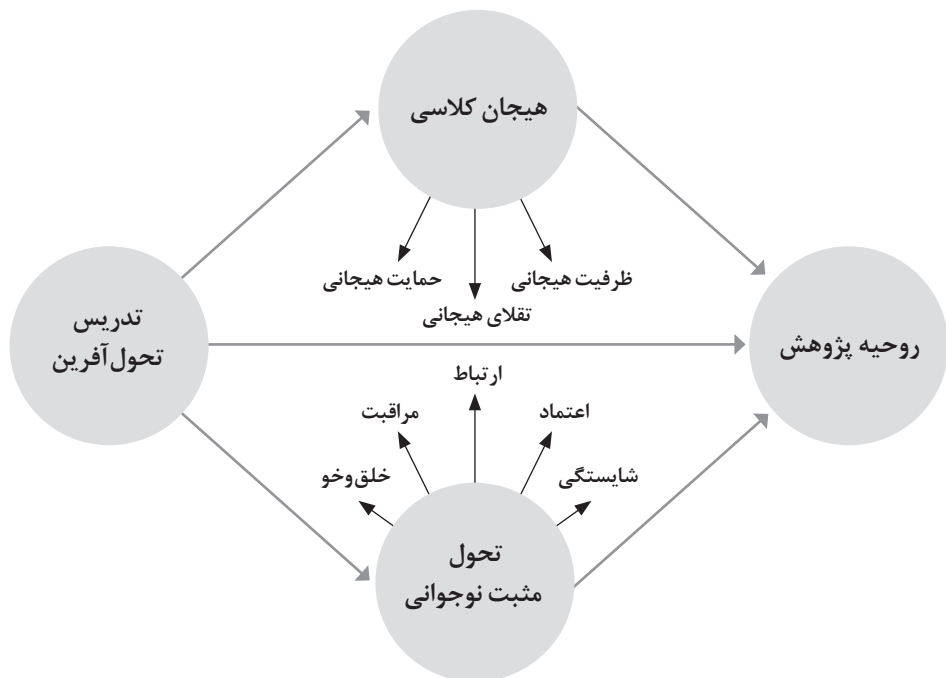 هیجان کلاسی
ظرفیت هیجانی
حمایت هیجانی
تقلای هیجانی
تدریس
تحول‌آفرین
روحیه پژوهش
ارتباط
اعتماد
مراقبت
شایستگی
خلق‌وخو
تحول
مثبت نوجوانی